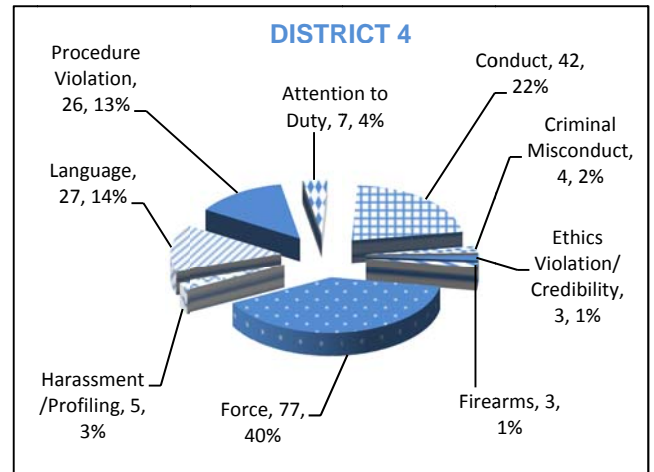 DISTRICT 4
Procedure
Violation,
26, 13%
Attention to
Duty, 7, 4%
Conduct, 42,
22%
Criminal
Misconduct,
4, 2%
Language,
27, 14%
Ethics
Violation/
Credibility,
3, 1%
Harassment
/Profiling, 5,
3%
Force, 77,
40%
Firearms, 3,
1%